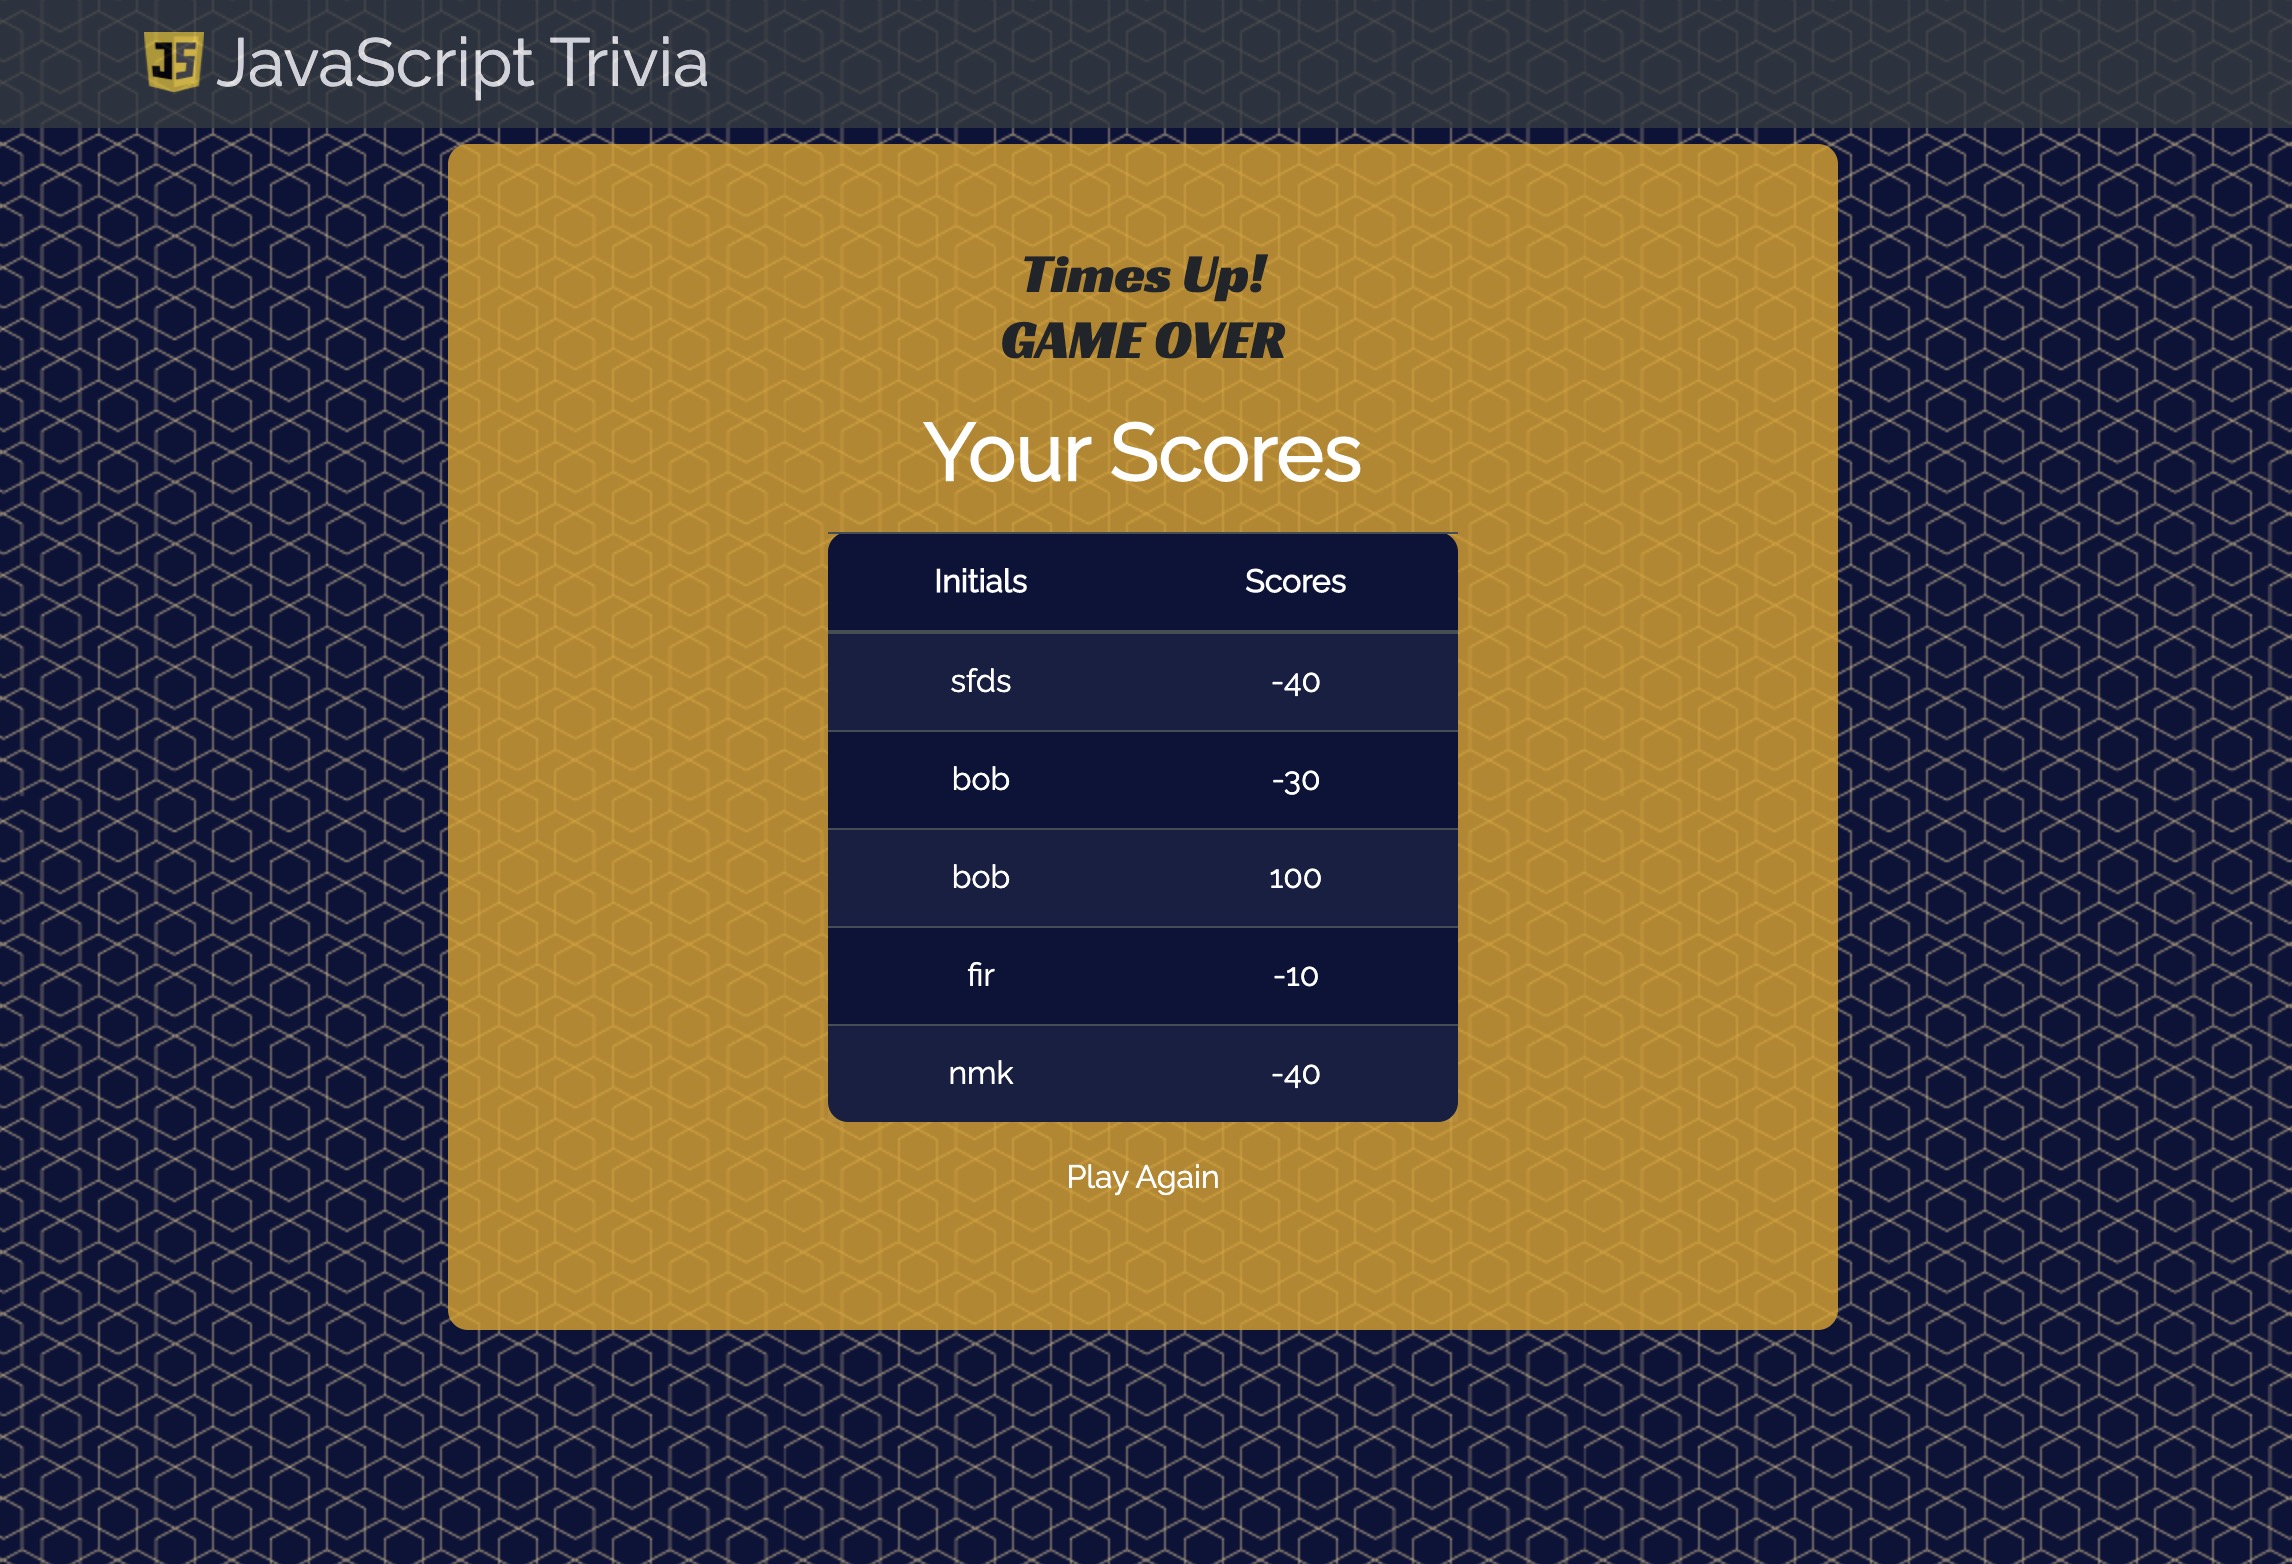 JS JavaScript Trivia
Times Up!
GAME OVER
Your Scores
Initials Scores
sfds -40
bob -30
bob 100
fir -10
nmk -40
Play Again